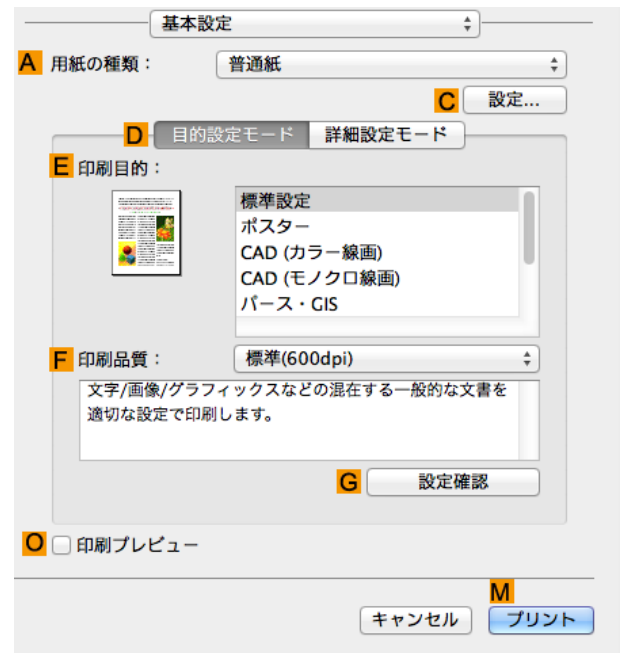 基本設定
A 用紙の種類： 普通紙
C 設定...
D 目的設定モード 詳細設定モード
E 印刷目的：
標準設定
ポスター
CAD (カラー線画)
CAD (モノクロ線画)
パース・GIS
F 印刷品質： 標準(600dpi)
文字/画像/グラフィックスなどの混在する一般的な文書を
適切な設定で印刷します。
G 設定確認
O 印刷プレビュー
M
キャンセル プリント